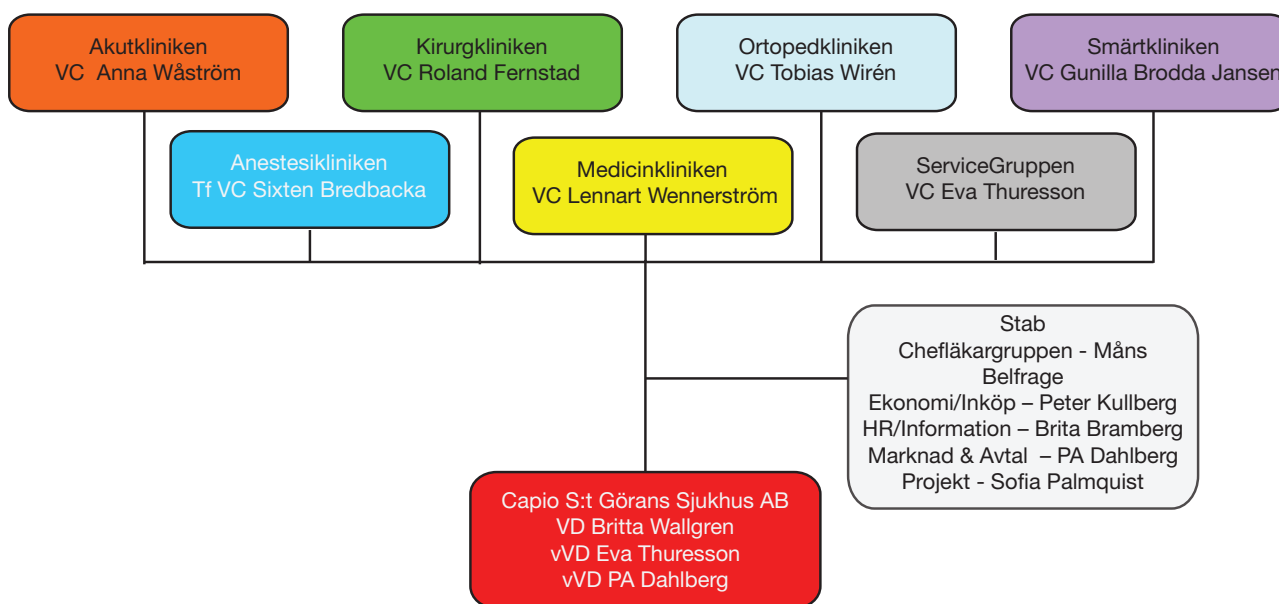 Akutkliniken
VC  Anna Wåström
Kirurgkliniken
VC Roland Fernstad
Ortopedkliniken
VC Tobias Wirén
Smärtkliniken
VC Gunilla Brodda Jansen
Anestesikliniken
Tf VC Sixten Bredbacka
Medicinkliniken
VC Lennart Wennerström
ServiceGruppen
VC Eva Thuresson
Stab
Chefläkargruppen - Måns
Belfrage
Ekonomi/Inköp – Peter Kullberg
HR/Information – Brita Bramberg
Marknad & Avtal  – PA Dahlberg
Projekt - Sofia Palmquist
Capio S:t Görans Sjukhus AB
VD Britta Wallgren
vVD Eva Thuresson
vVD PA Dahlberg